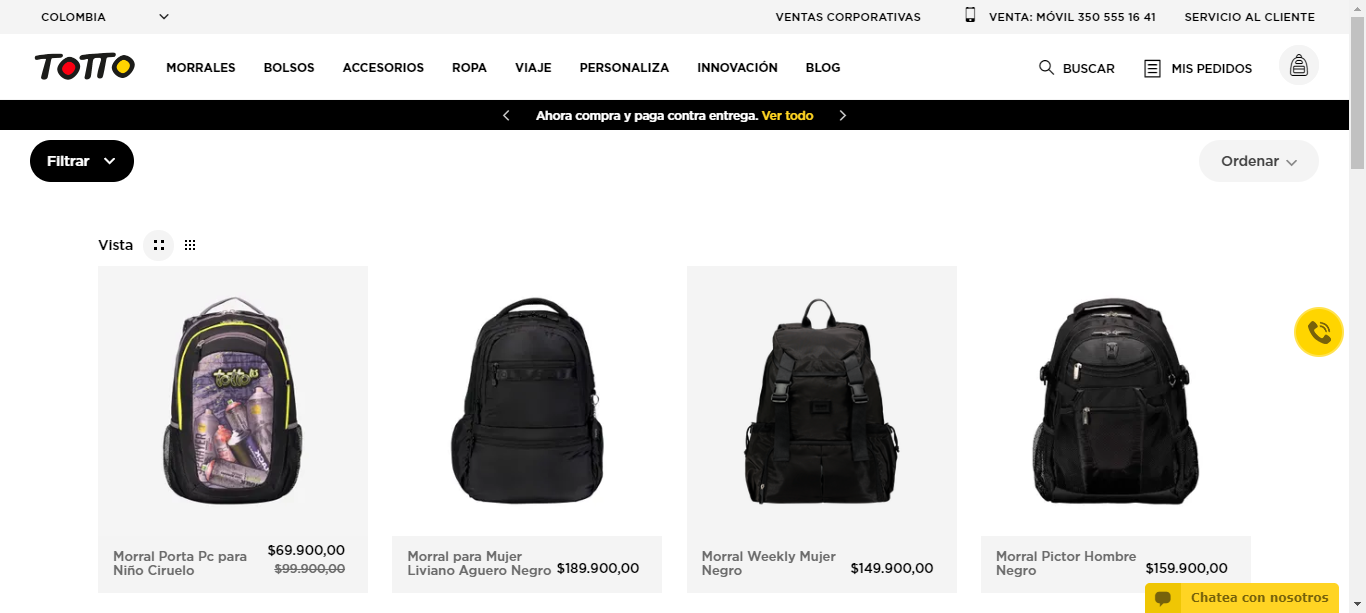 COLOMBIA
VENTAS CORPORATIVAS
VENTA: MÓVIL 350 555 16 41
SERVICIO AL CLIENTE
TOTTO
MORRALES
BOLSOS
ACCESORIOS
ROPA
VIAJE
PERSONALIZA
INNOVACIÓN
BLOG
BUSCAR
MIS PEDIDOS
Ahora compra y paga contra entrega. Ver todo
Filtrar
Ordenar
Vista
totto
Morral Porta Pc para
Niño Ciruelo
$69.900,00
$99.900,00
Morral para Mujer
Liviano Aguero Negro
$189.900,00
Morral Weekly Mujer
Negro
$149.900,00
Morral Pictor Hombre
Negro
$159.900,00
Chatea con nosotros